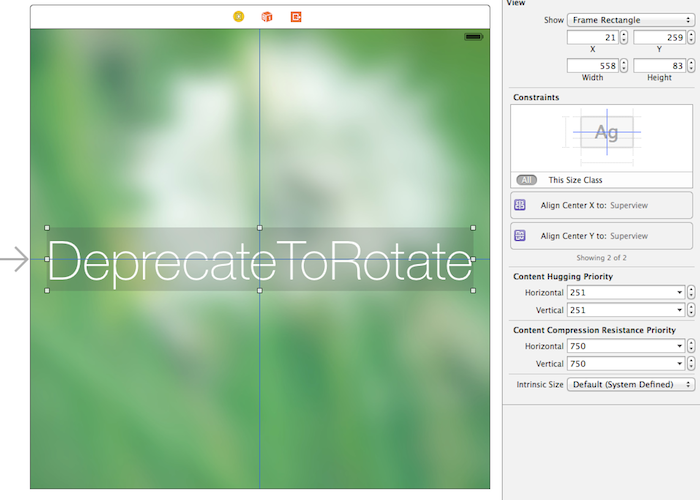 View
Show Frame Rectangle
21 259
X Y
558 83
Width Height
Constraints
Ag
All This Size Class
Align Center X to: Superview
Align Center Y to: Superview
Showing 2 of 2
Content Hugging Priority
Horizontal 251
Vertical 251
Content Compression Resistance Priority
Horizontal 750
Vertical 750
Intrinsic Size Default (System Defined)
DeprecateToRotate